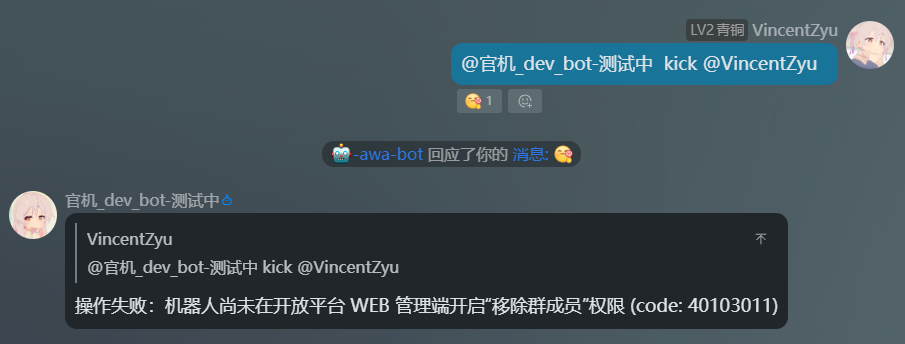 LV2 青铜 VincentZyu
@官机_dev_bot-测试中 kick @VincentZyu
1
-awa-bot 回应了你的 消息:
官机_dev_bot-测试中
VincentZyu
@官机_dev_bot-测试中 kick @VincentZyu
操作失败：机器人尚未在开放平台 WEB 管理端开启“移除群成员”权限 (code: 40103011)